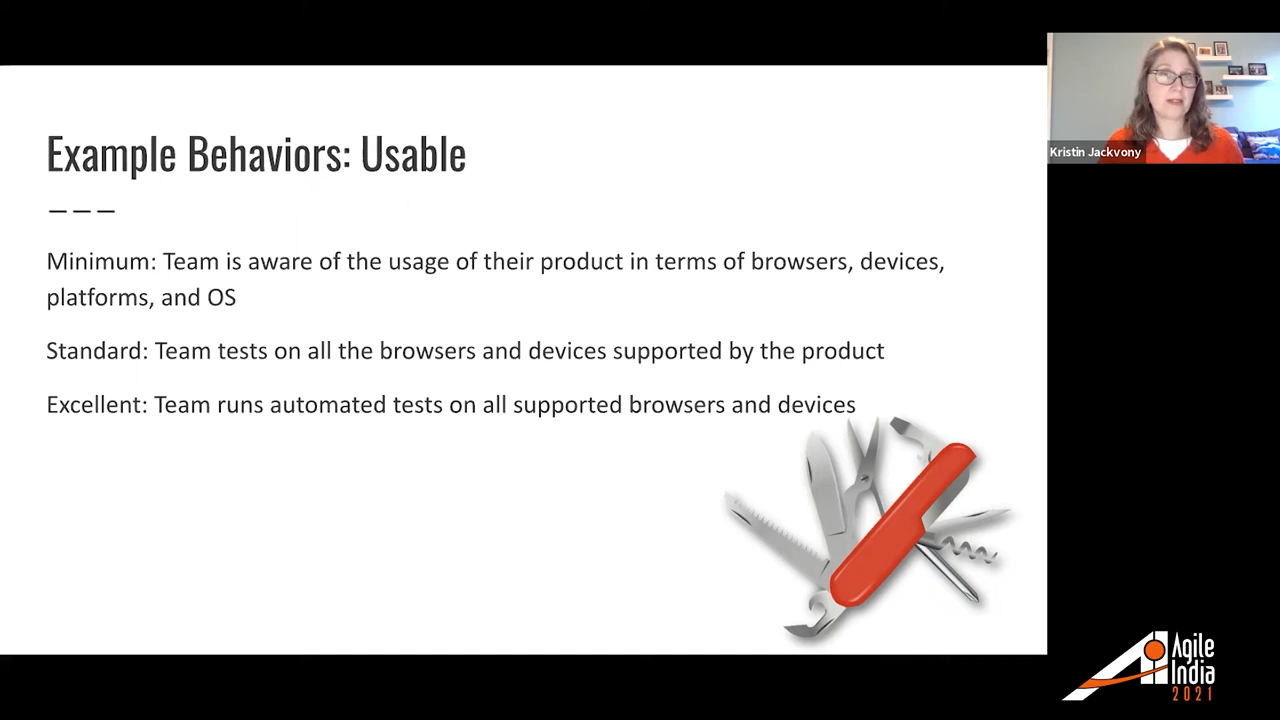 Example Behaviors: Usable
Minimum: Team is aware of the usage of their product in terms of browsers, devices,
platforms, and OS
Standard: Team tests on all the browsers and devices supported by the product
Excellent: Team runs automated tests on all supported browsers and devices
Kristin Jackvony
Agile
India
2021